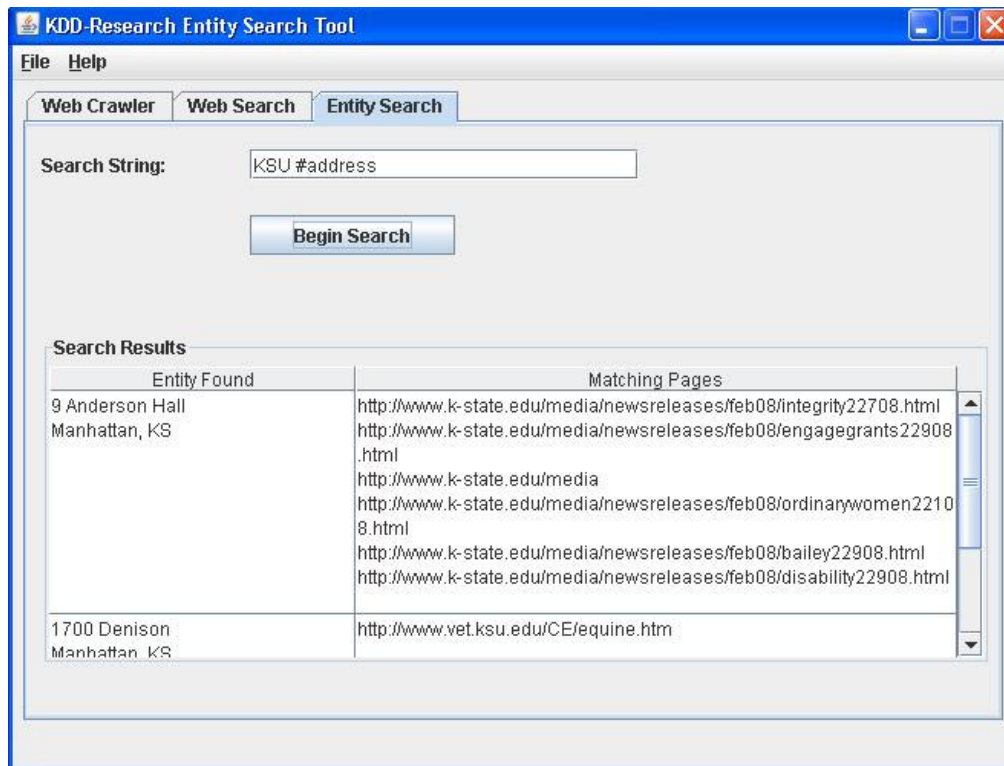 KDD-Research Entity Search Tool
File Help
Web Crawler Web Search Entity Search
Search String: KSU #address
Begin Search
Search Results
Entity Found Matching Pages
9 Anderson Hall http://www.k-state.edu/media/newsreleases/feb08/integrity22708.html
Manhattan, KS http://www.k-state.edu/media/newsreleases/feb08/engagegrants22908
.html
http://www.k-state.edu/media
http://www.k-state.edu/media/newsreleases/feb08/ordinarywomen2210
8.html
http://www.k-state.edu/media/newsreleases/feb08/bailey22908.html
http://www.k-state.edu/media/newsreleases/feb08/disability22908.html
1700 Denison http://www.vet.ksu.edu/CE/equine.htm
Manhattan, KS